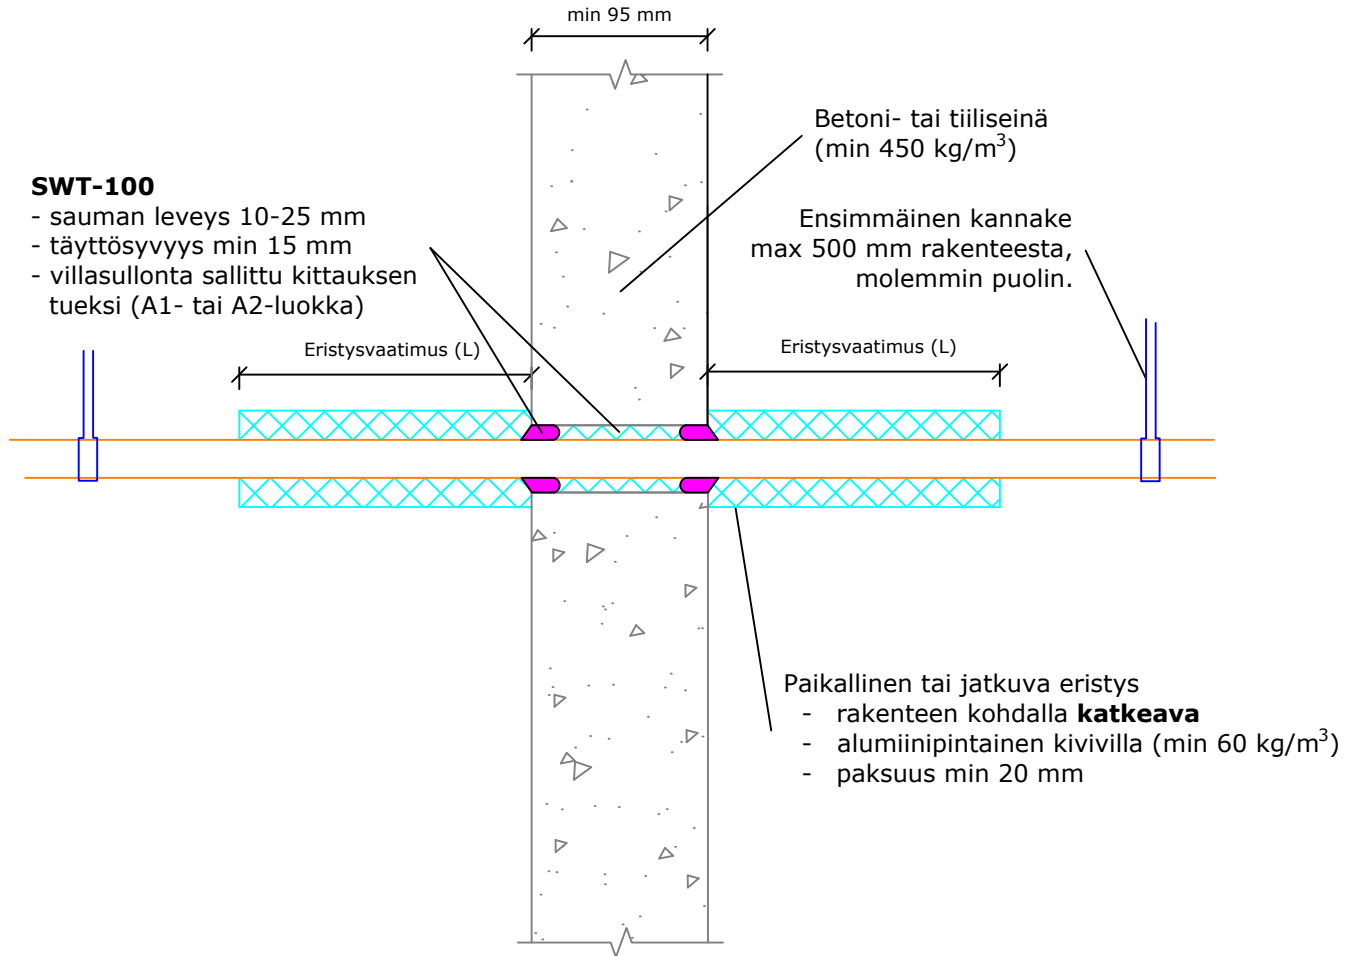 min 95 mm
Betoni- tai tiiliseinä
(min 450 kg/m³)
SWT-100
- sauman leveys 10-25 mm
- täyttösyvyys min 15 mm
- villasullonta sallittu kittauksen
tueksi (A1- tai A2-luokka)
Ensimmäinen kannake
max 500 mm rakenteesta,
molemmin puolin.
Eristysvaatimus (L)
Eristysvaatimus (L)
Paikallinen tai jatkuva eristys
- rakenteen kohdalla katkeava
- alumiinipintainen kivivilla (min 60 kg/m³)
- paksuus min 20 mm